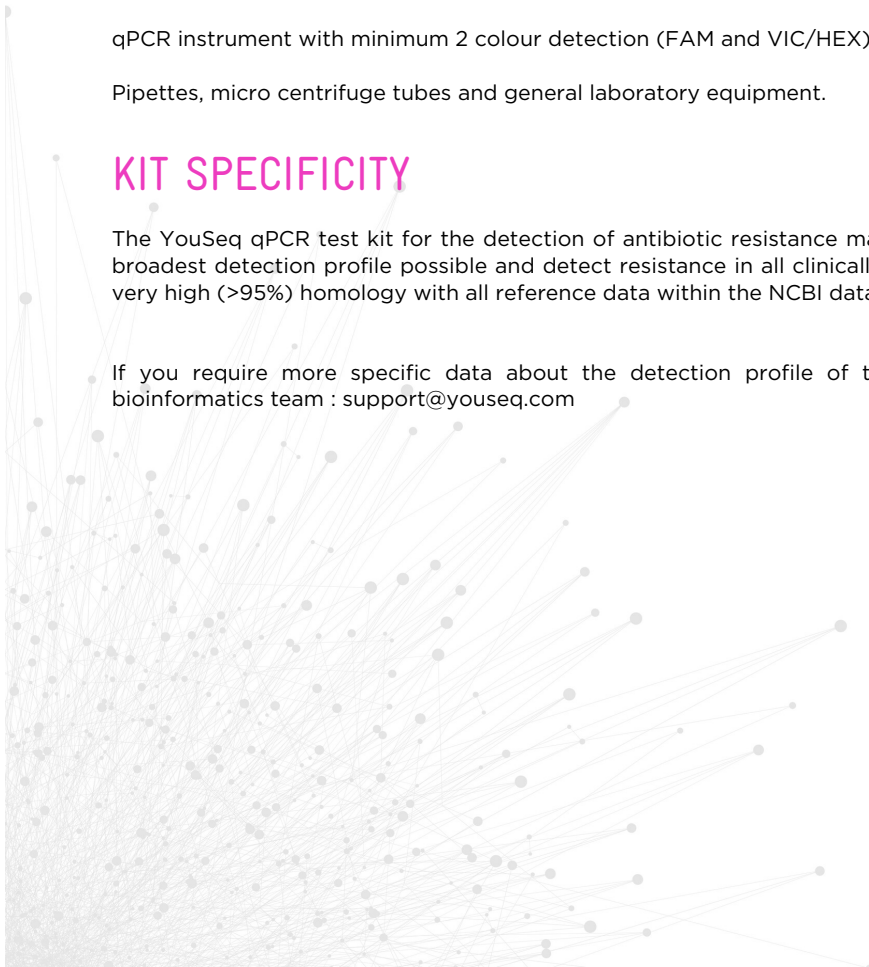 qPCR instrument with minimum 2 colour detection (FAM and VIC/HEX)
Pipettes, micro centrifuge tubes and general laboratory equipment.
KIT SPECIFICITY
The YouSeq qPCR test kit for the detection of antibiotic resistance ma
broadest detection profile possible and detect resistance in all clinicall
very high (>95%) homology with all reference data within the NCBI data
If you require more specific data about the detection profile of t
bioinformatics team : support@youseq.com